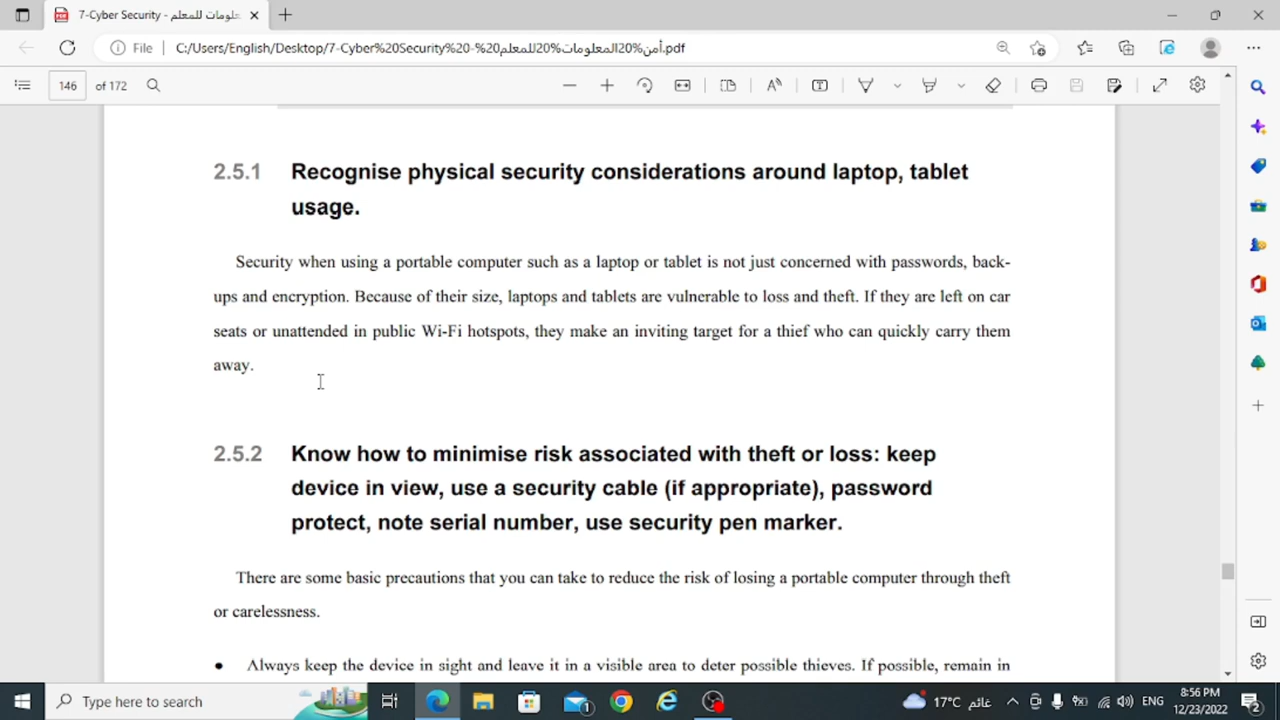 7-Cyber Security - أمن المعلومات للمعلم
File
C:/Users/English/Desktop/7-Cyber%20Security%20-%20أمن%20المعلومات%20للمعلم.pdf
146 of 172
2.5.1 Recognise physical security considerations around laptop, tablet
usage.
Security when using a portable computer such as a laptop or tablet is not just concerned with passwords, back-
ups and encryption. Because of their size, laptops and tablets are vulnerable to loss and theft. If they are left on car
seats or unattended in public Wi-Fi hotspots, they make an inviting target for a thief who can quickly carry them
away.
2.5.2 Know how to minimise risk associated with theft or loss: keep
device in view, use a security cable (if appropriate), password
protect, note serial number, use security pen marker.
There are some basic precautions that you can take to reduce the risk of losing a portable computer through theft
or carelessness.
● Always keep the device in sight and leave it in a visible area to deter possible thieves. If possible, remain in
Type here to search
17°C غائم
ENG
8:56 PM
12/23/2022